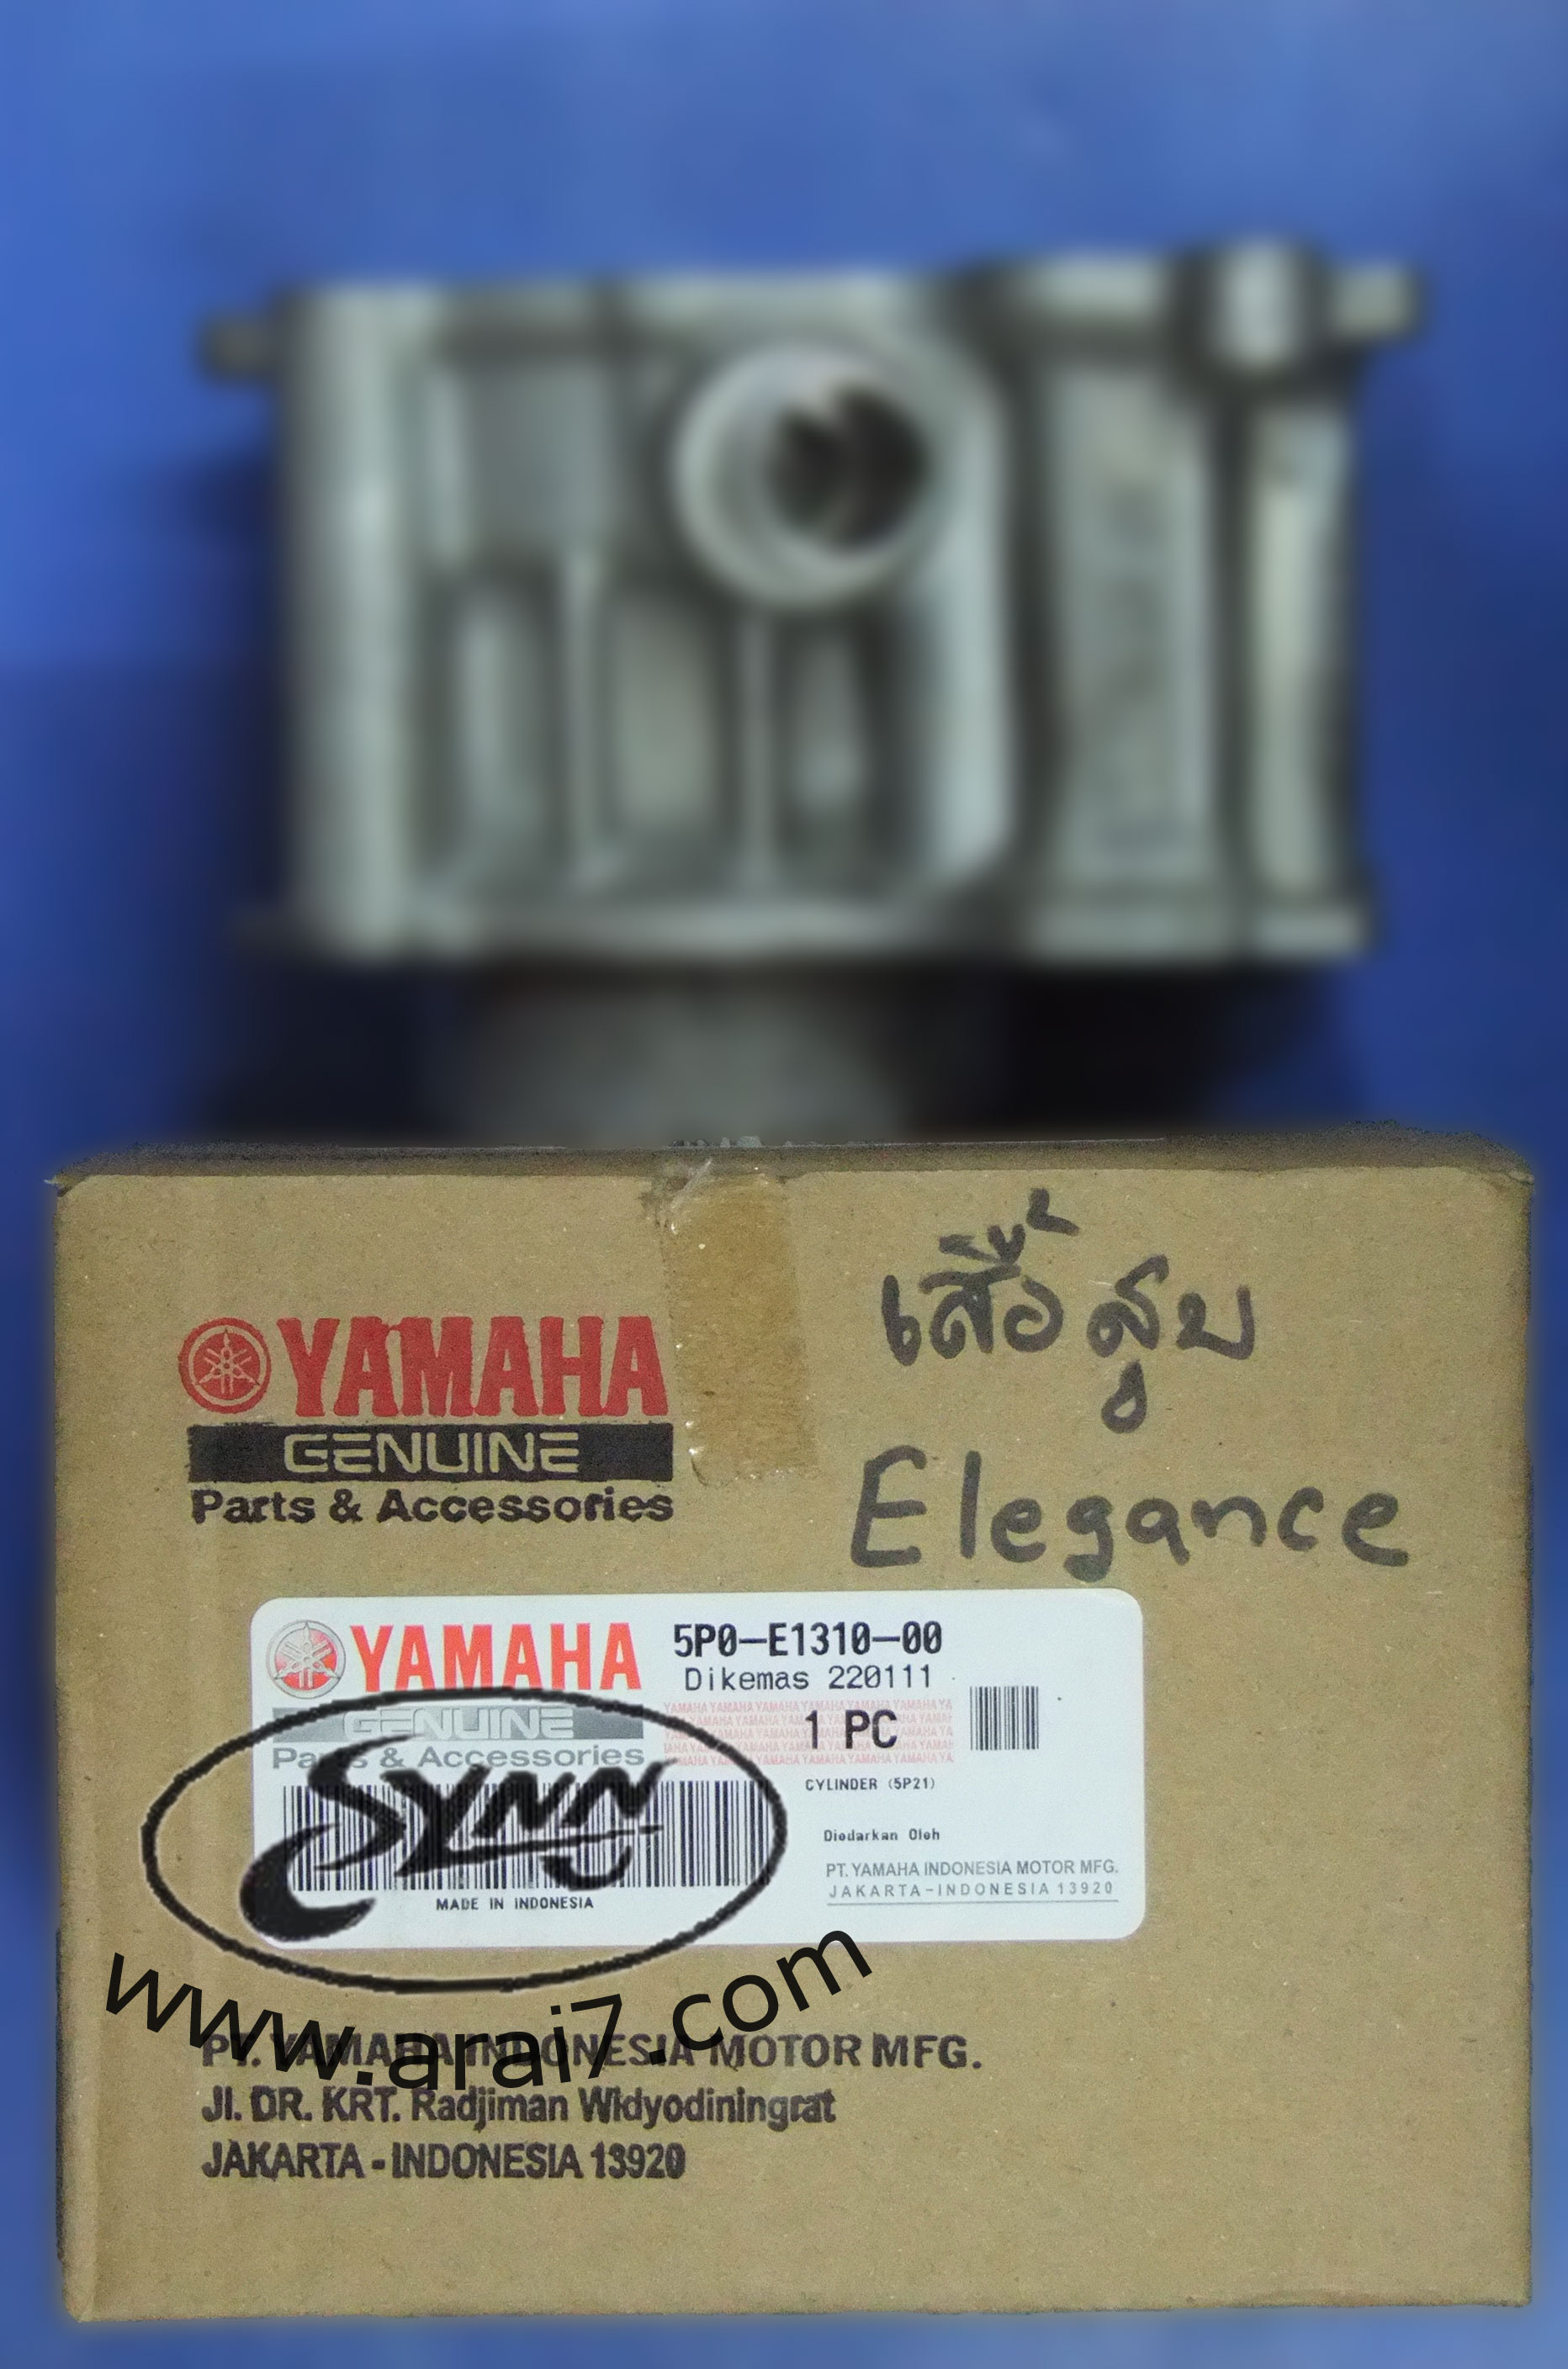 เสื้อสูบ
YAMAHA
GENUINE
Parts & Accessories
Elegance
YAMAHA
GENUINE
Parts & Accessories
5P0-E1310-00
Dikemas 220111
1 PC
CYLINDER (5P21)
Diedarkan Oleh
PT. YAMAHA INDONESIA MOTOR MFG.
JAKARTA-INDONESIA 13920
MADE IN INDONESIA
SYNN
www.arai7.com
PT. YAMAHA INDONESIA MOTOR MFG.
Jl. DR. KRT. Radjiman Widyodiningrat
JAKARTA - INDONESIA 13920